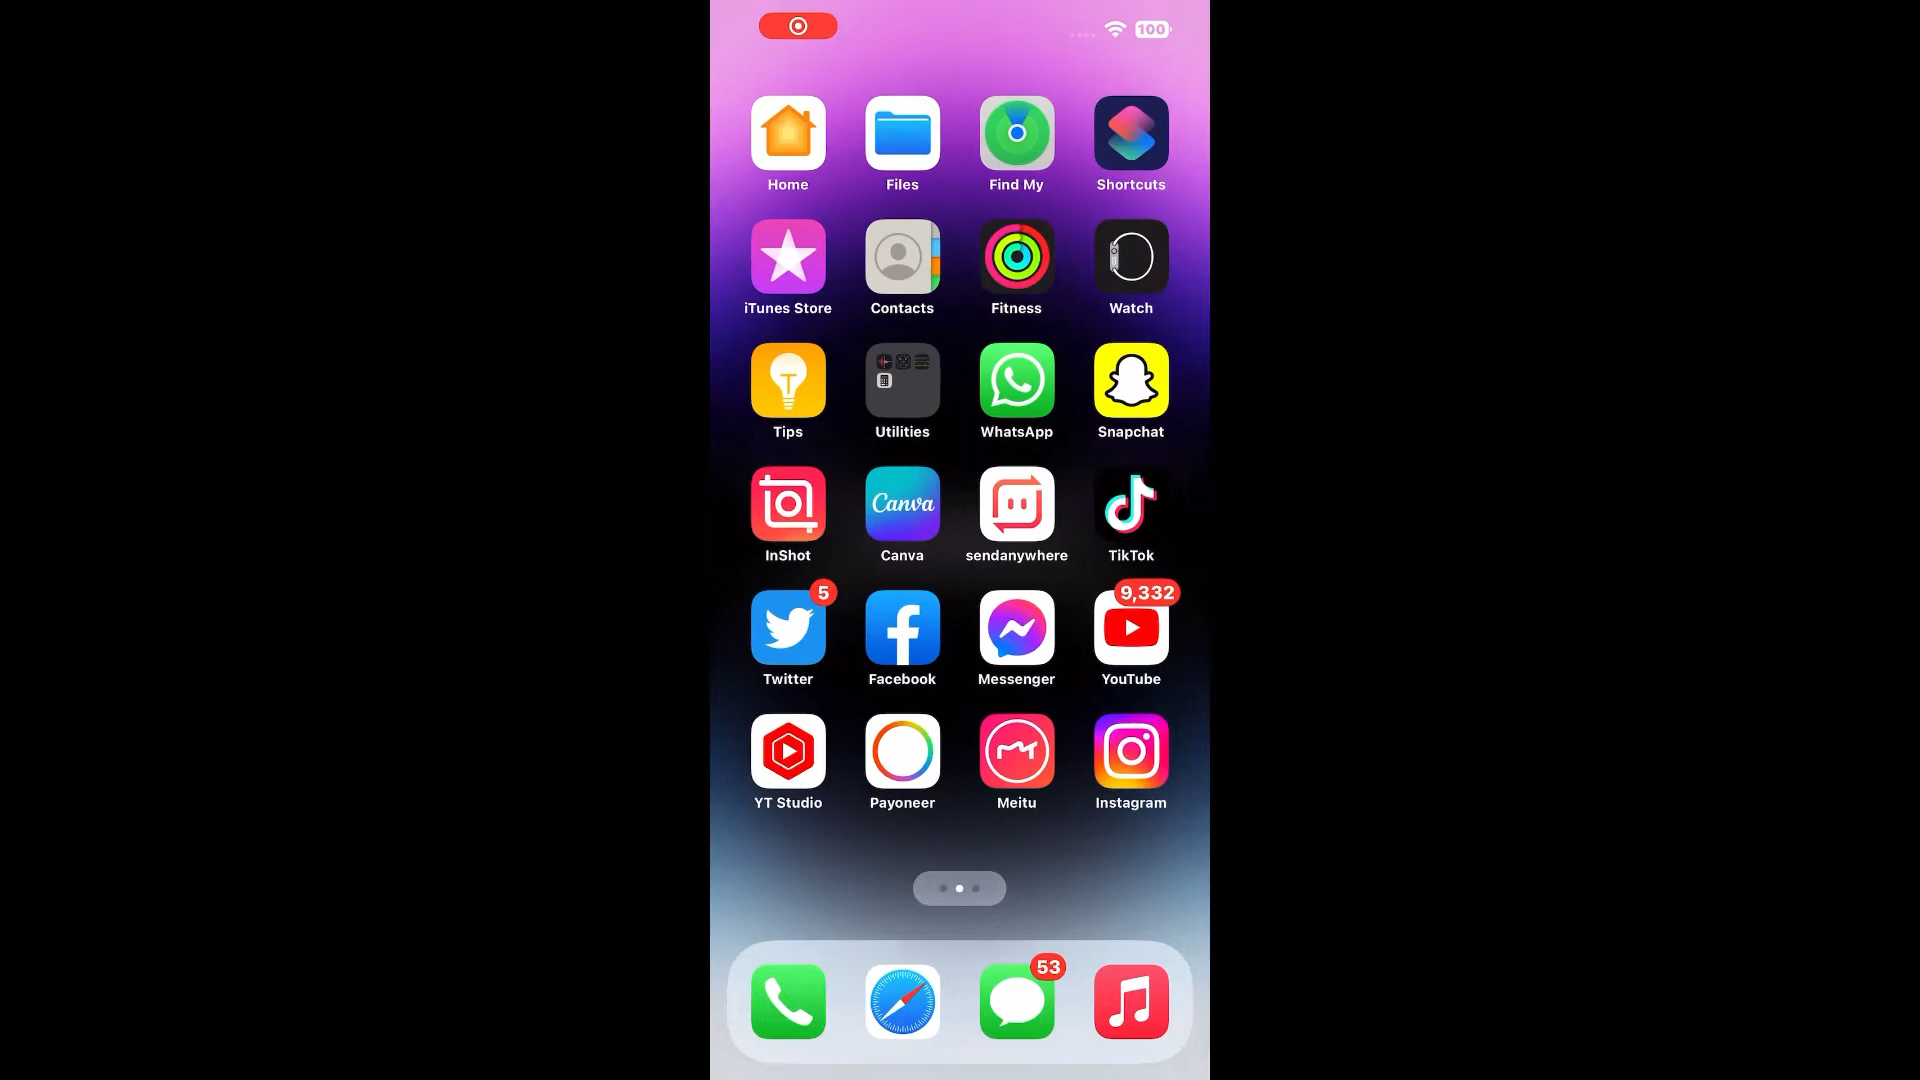 100
Home Files Find My Shortcuts
iTunes Store Contacts Fitness Watch
Tips Utilities WhatsApp Snapchat
Canva
InShot Canva sendanywhere TikTok
5 9,332
Twitter Facebook Messenger YouTube
YT Studio Payoneer Meitu Instagram
53